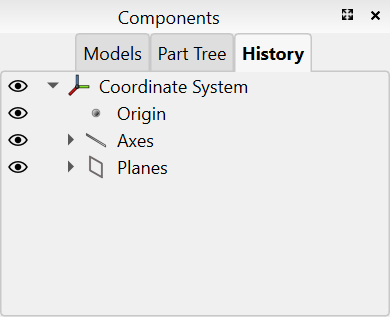 Components
Models Part Tree History
Coordinate System
Origin
Axes
Planes